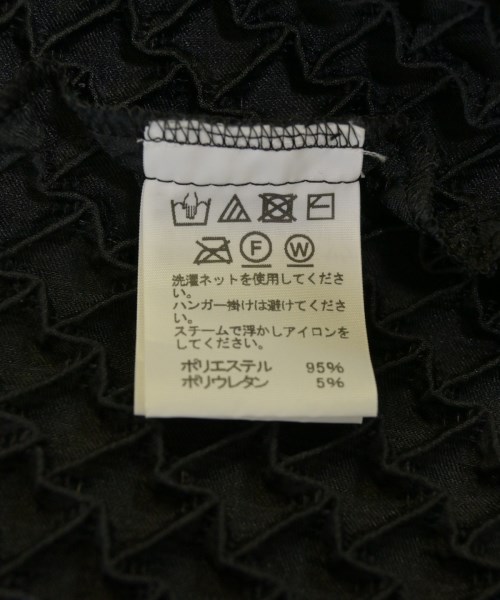 F W
洗濯ネットを使用してくださ
い。
ハンガー掛けは避けてください。
スチームで浮かしアイロンを
してください。
ポリエステル 95%
ポリウレタン 5%